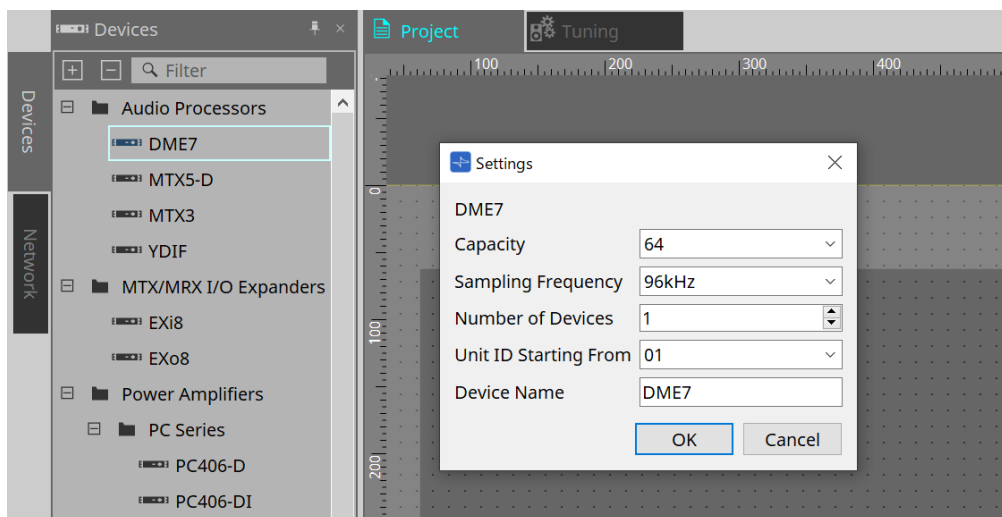 Devices
Project
Tuning
Filter
100
200
300
400
Devices
Network
Audio Processors
DME7
MTX5-D
MTX3
YDIF
MTX/MRX I/O Expanders
EXi8
EXo8
Power Amplifiers
PC Series
PC406-D
PC406-DI
0
100
200
Settings
DME7
Capacity 64
Sampling Frequency 96kHz
Number of Devices 1
Unit ID Starting From 01
Device Name DME7
OK Cancel